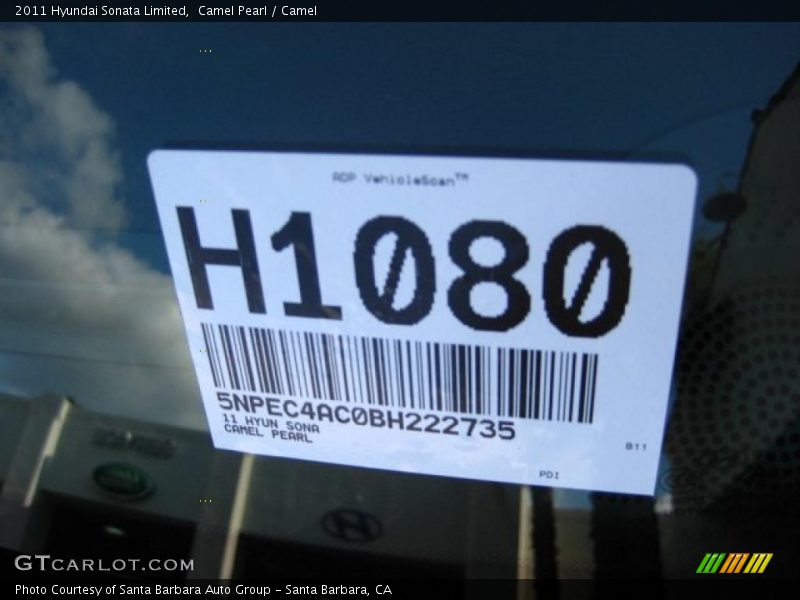 2011 Hyundai Sonata Limited,  Camel Pearl / Camel
ADP VehicleScan™
H1080
5NPEC4AC0BH222735
11 HYUN SONA
CAMEL PEARL
B11
PDI
GTCARLOT.COM
Photo Courtesy of Santa Barbara Auto Group - Santa Barbara, CA